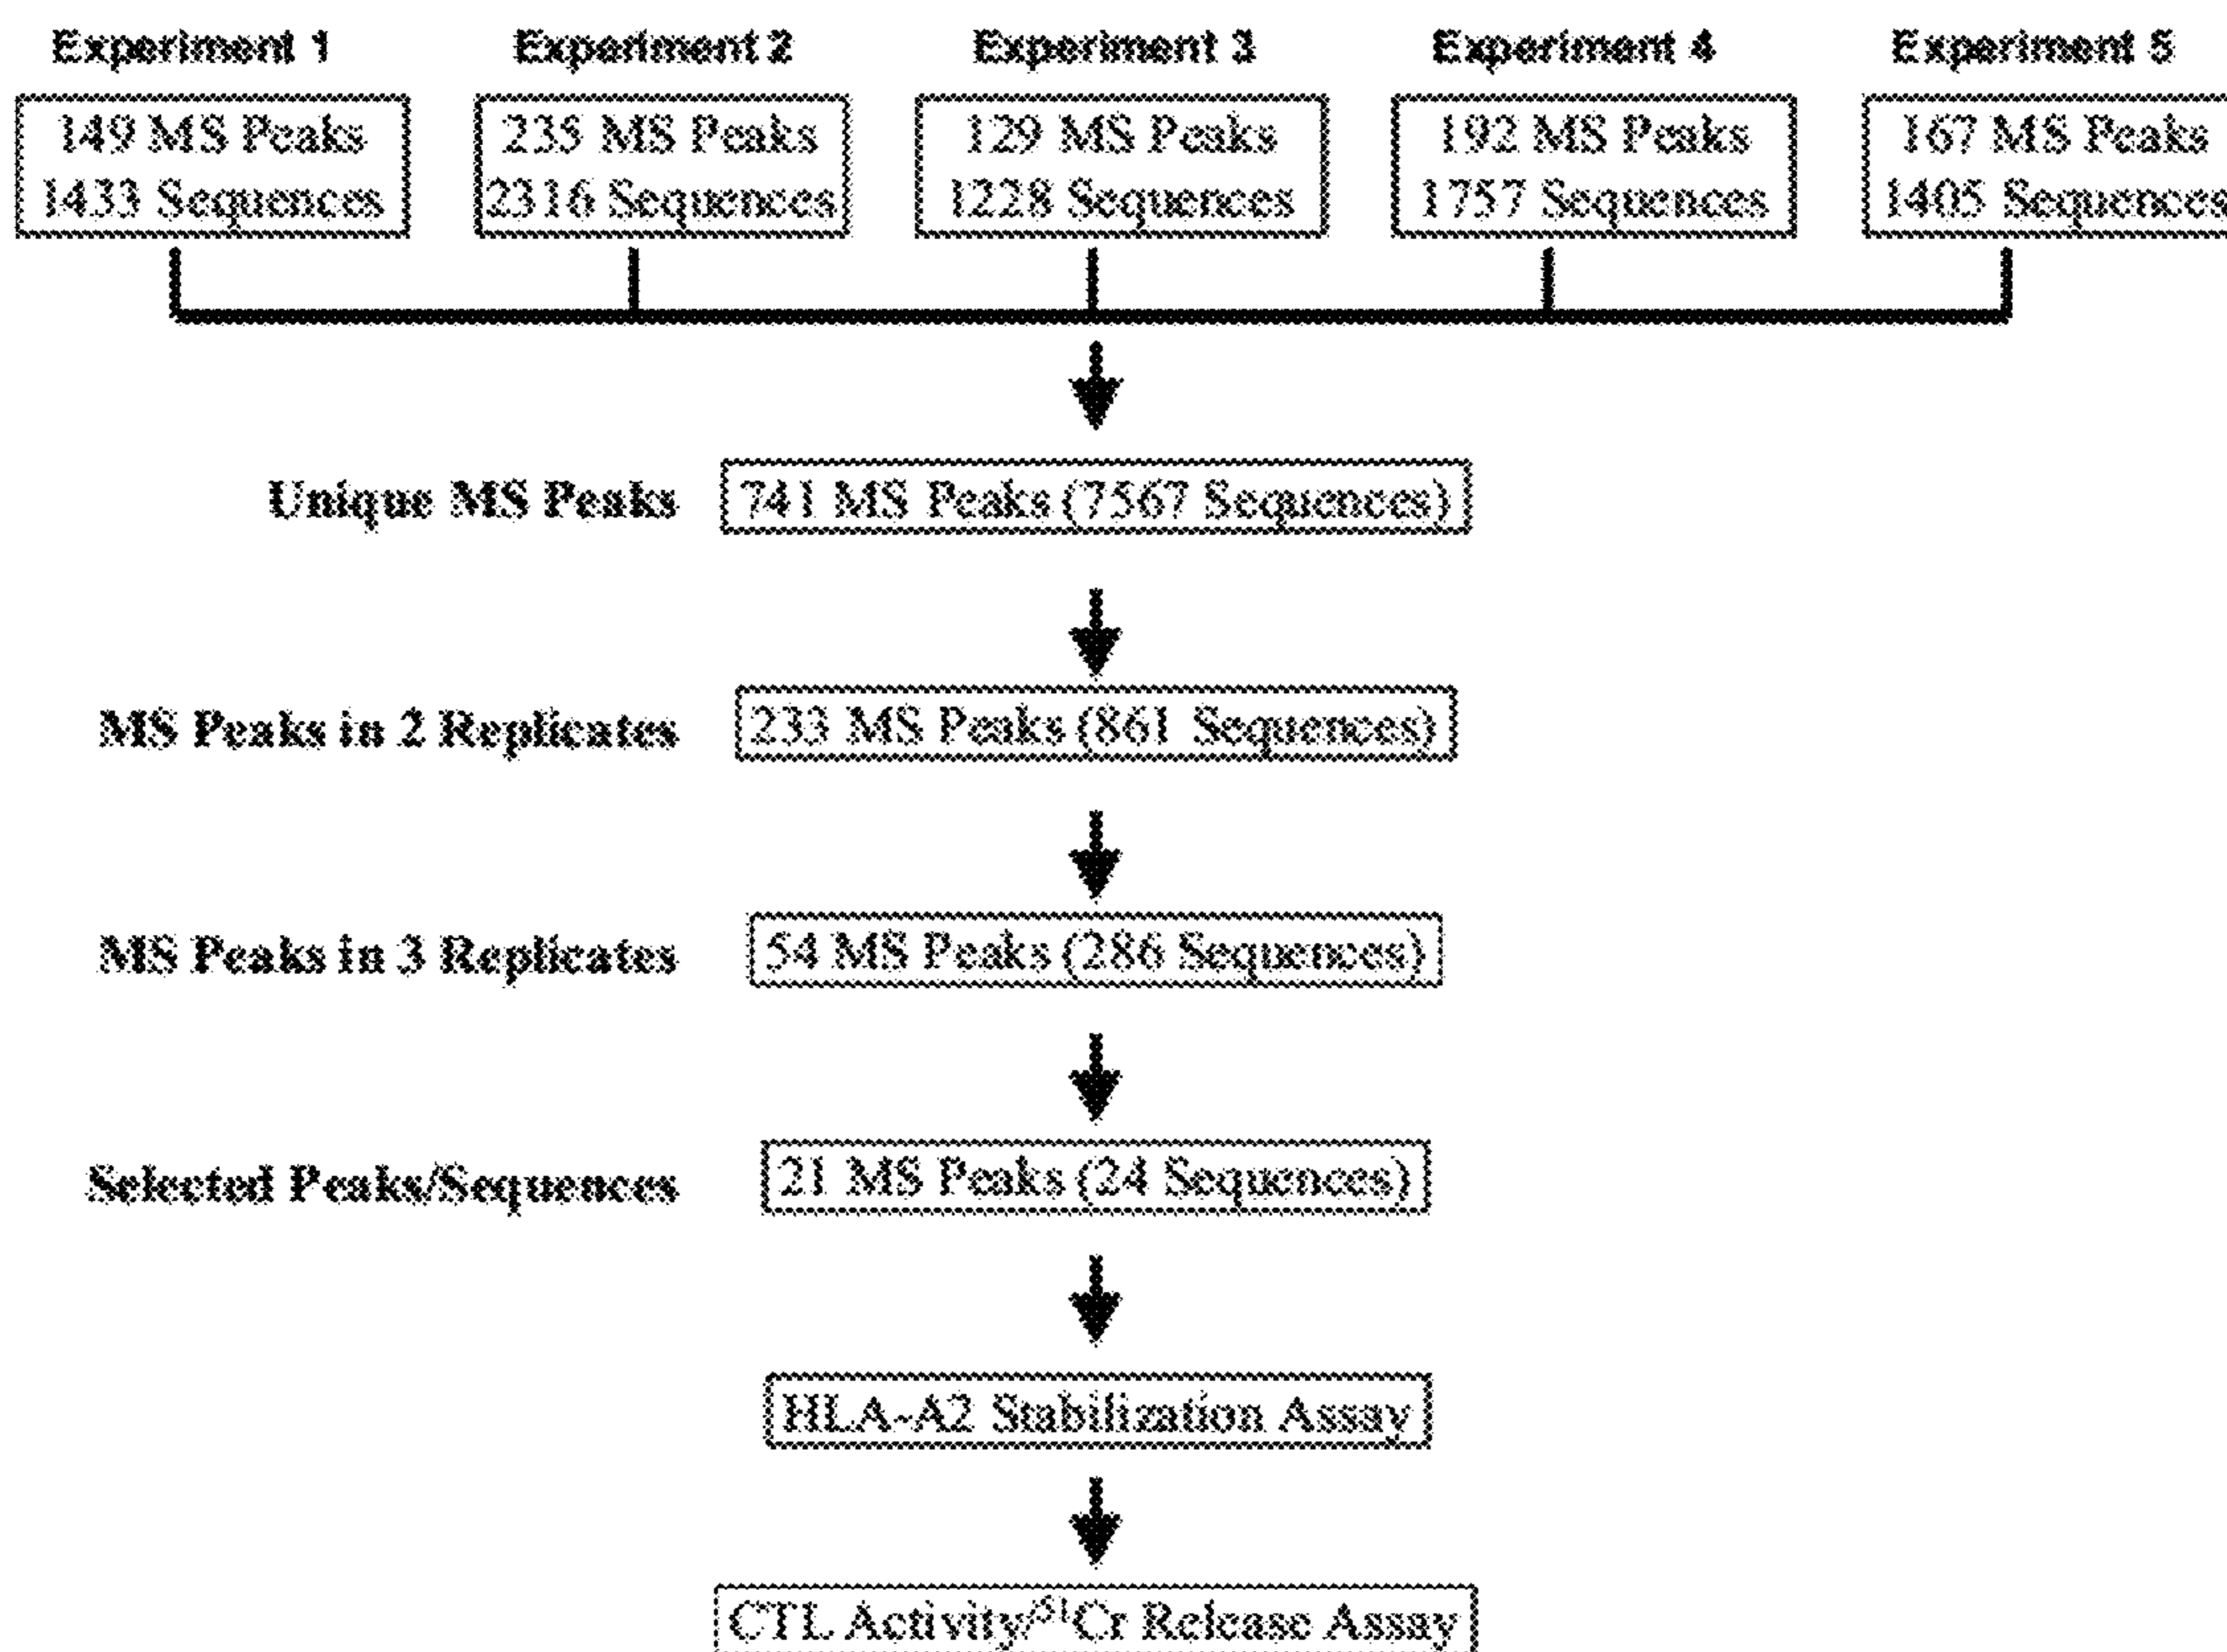 Experiment 1
Experiment 2
Experiment 3
Experiment 4
Experiment 5
149 MS Peaks
1433 Sequences
235 MS Peaks
2316 Sequences
129 MS Peaks
1228 Sequences
192 MS Peaks
1757 Sequences
167 MS Peaks
1405 Sequences
Unique MS Peaks
741 MS Peaks (7567 Sequences)
MS Peaks in 2 Replicates
233 MS Peaks (861 Sequences)
MS Peaks in 3 Replicates
54 MS Peaks (286 Sequences)
Selected Peaks/Sequences
21 MS Peaks (24 Sequences)
HLA-A2 Stabilization Assay
CTL Activity/⁵¹Cr Release Assay